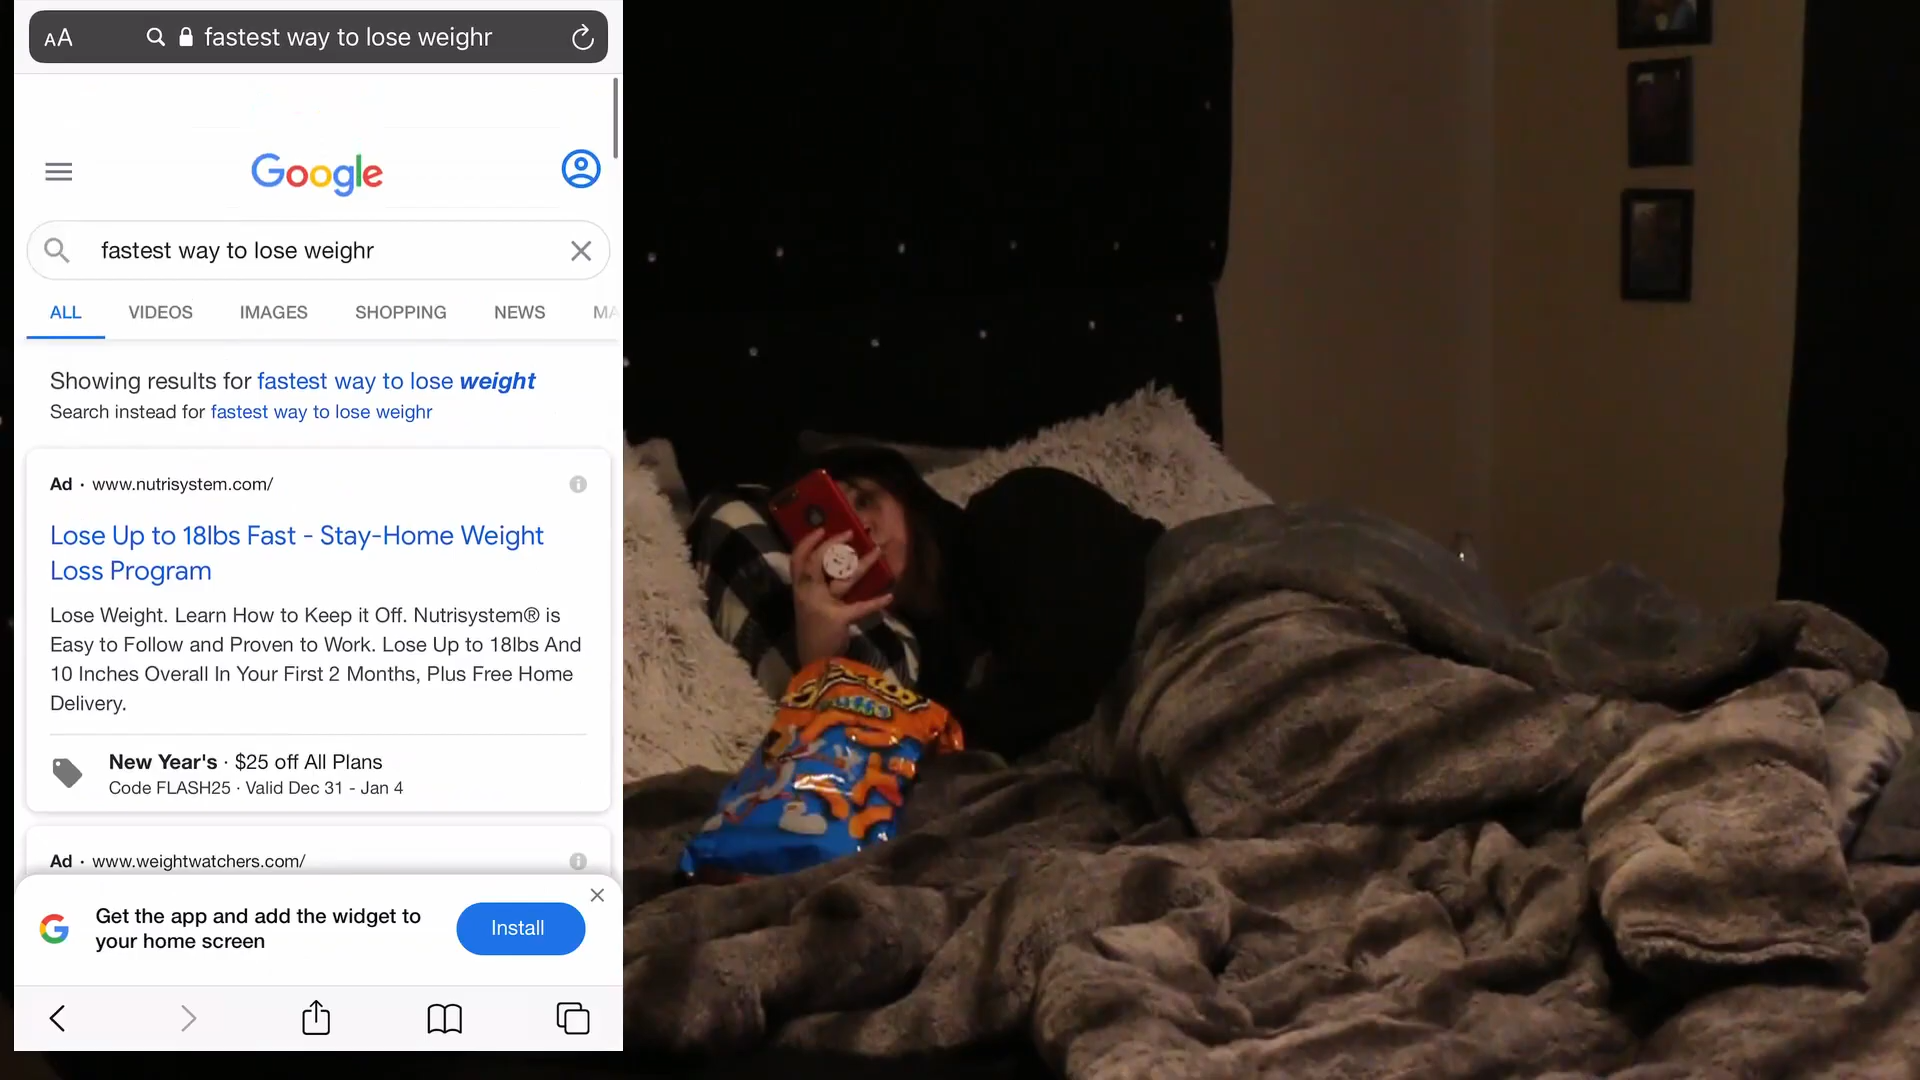 AA fastest way to lose weighr
Google
fastest way to lose weighr
ALL VIDEOS IMAGES SHOPPING NEWS MA
Showing results for fastest way to lose weight
Search instead for fastest way to lose weighr
Ad · www.nutrisystem.com/
Lose Up to 18lbs Fast - Stay-Home Weight
Loss Program
Lose Weight. Learn How to Keep it Off. Nutrisystem® is
Easy to Follow and Proven to Work. Lose Up to 18lbs And
10 Inches Overall In Your First 2 Months, Plus Free Home
Delivery.
New Year's · $25 off All Plans
Code FLASH25 · Valid Dec 31 - Jan 4
Ad · www.weightwatchers.com/
Get the app and add the widget to
your home screen
Install